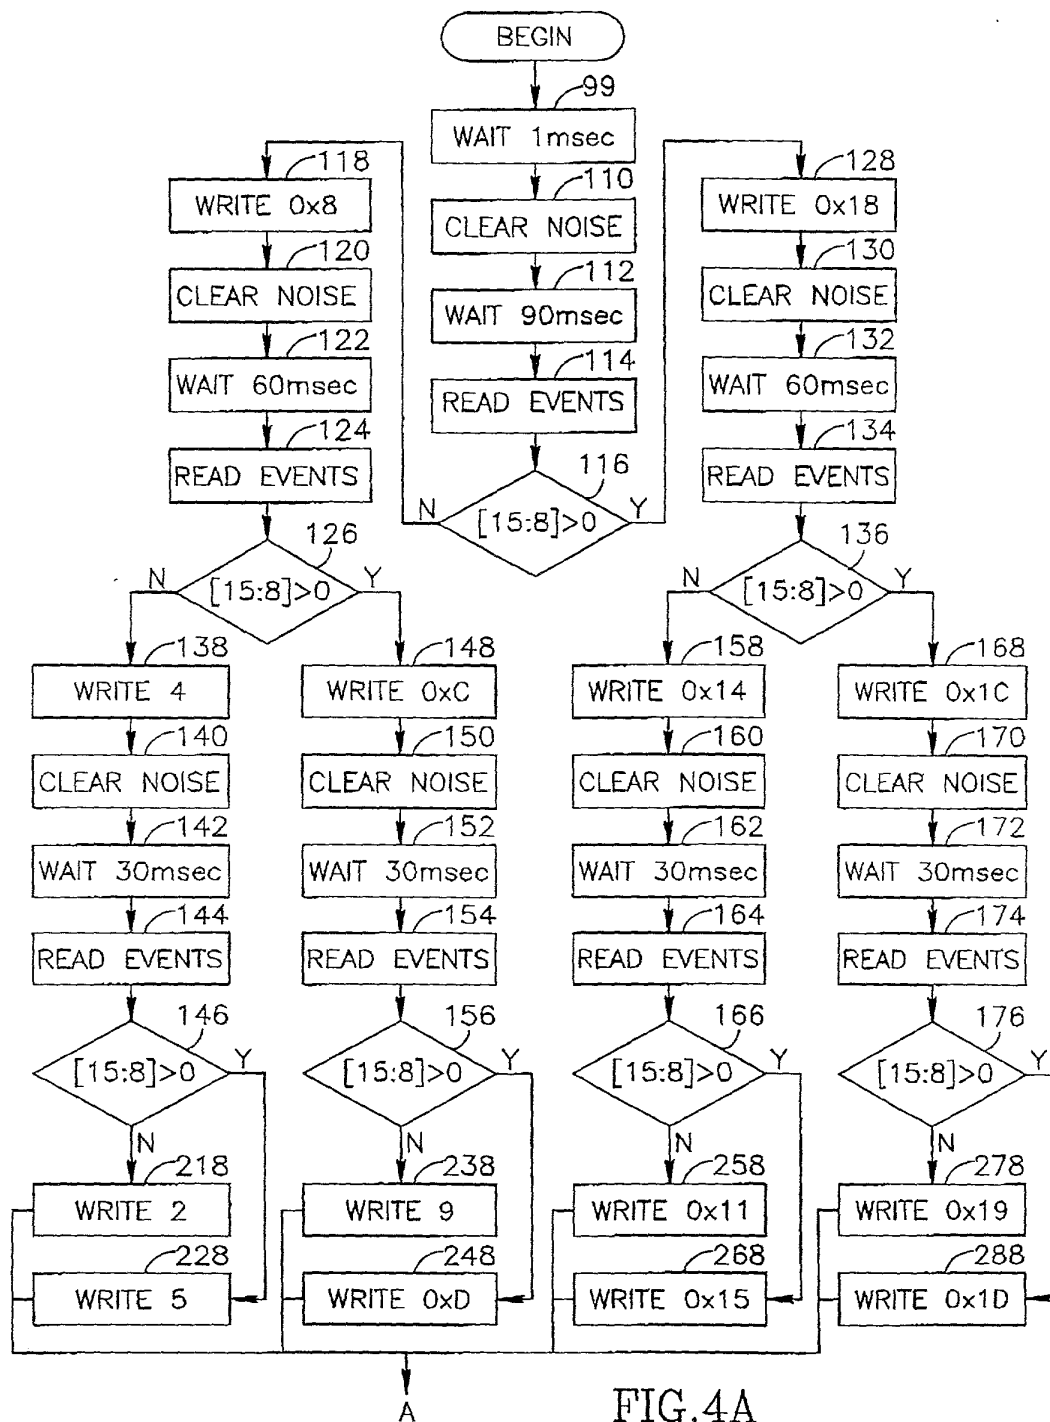 BEGIN
99
WAIT 1msec
110
CLEAR NOISE
112
WAIT 90msec
114
READ EVENTS
116
[15:8]>0
N
Y
118
WRITE 0x8
120
CLEAR NOISE
122
WAIT 60msec
124
READ EVENTS
126
[15:8]>0
N
Y
128
WRITE 0x18
130
CLEAR NOISE
132
WAIT 60msec
134
READ EVENTS
136
[15:8]>0
N
Y
138
WRITE 4
140
CLEAR NOISE
142
WAIT 30msec
144
READ EVENTS
146
[15:8]>0
Y
N
218
WRITE 2
228
WRITE 5
148
WRITE 0xC
150
CLEAR NOISE
152
WAIT 30msec
154
READ EVENTS
156
[15:8]>0
Y
N
238
WRITE 9
248
WRITE 0xD
158
WRITE 0x14
160
CLEAR NOISE
162
WAIT 30msec
164
READ EVENTS
166
[15:8]>0
Y
N
258
WRITE 0x11
268
WRITE 0x15
168
WRITE 0x1C
170
CLEAR NOISE
172
WAIT 30msec
174
READ EVENTS
176
[15:8]>0
Y
N
278
WRITE 0x19
288
WRITE 0x1D
A
FIG.4A